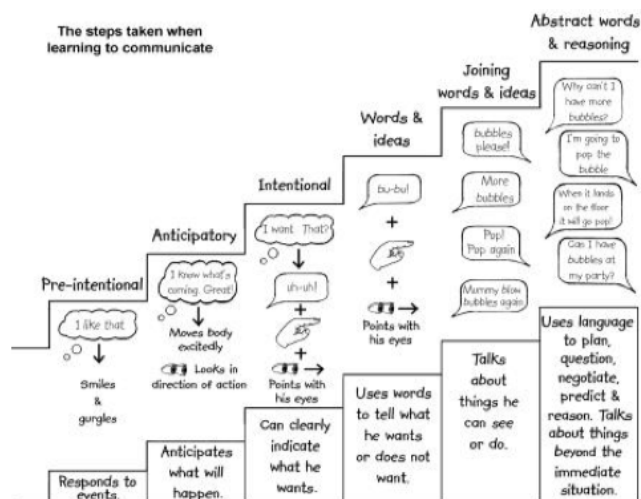 The steps taken when
learning to communicate
Pre-intentional
I like that
Smiles
&
gurgles
Responds to
events.
Anticipatory
I know what's
coming. Great!
Moves body
excitedly
Looks in
direction of action
Anticipates
what will
happen.
Intentional
I want. That?
uh-uh!
+
+
Points with
his eyes
Can clearly
indicate
what he
wants.
Words &
ideas
bu-bu!
+
+
Points with
his eyes
Uses words
to tell what
he wants
or does not
want.
Joining
words & ideas
bubbles
please!
More
bubbles
Pop!
Pop again
Mummy blow
bubbles again
Talks
about
things he
can see
or do.
Abstract words
& reasoning
Why can't I
have more
bubbles?
I'm going to
pop the
bubble
When it lands
on the floor
it will go pop!
Can I have
bubbles at
my party?
Uses language
to plan,
question,
negotiate,
predict &
reason. Talks
about things
beyond the
immediate
situation.